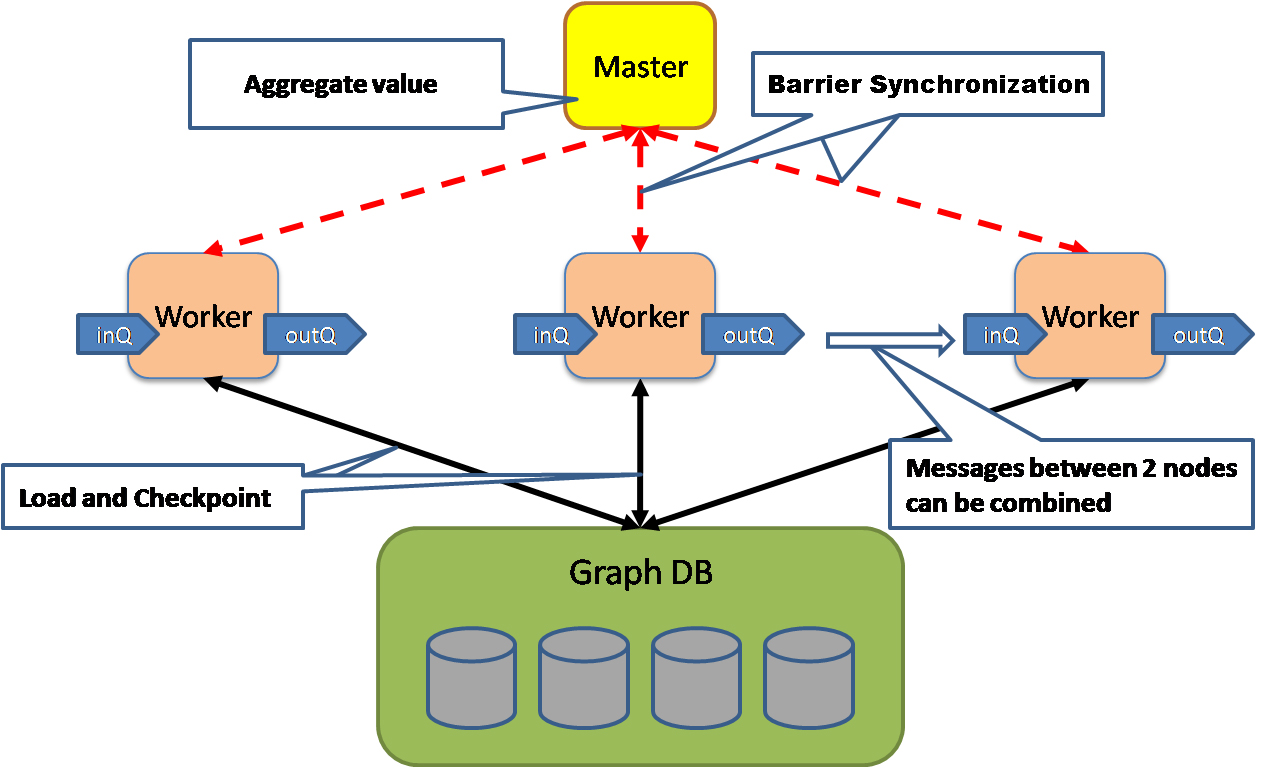 Master
Aggregate value
Barrier Synchronization
Worker
inQ
outQ
Worker
inQ
outQ
Worker
inQ
outQ
Load and Checkpoint
Messages between 2 nodes
can be combined
Graph DB